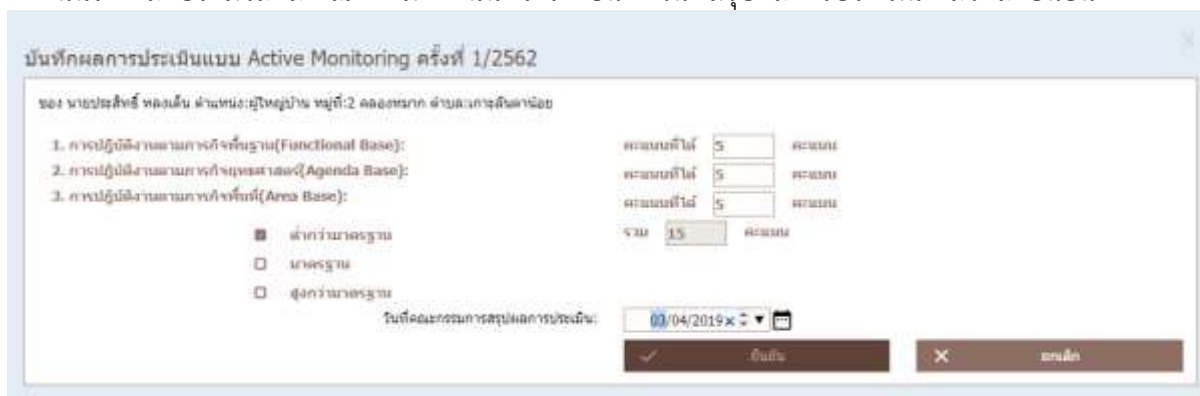 บันทึกผลการประเมินแบบ Active Monitoring ครั้งที่ 1/2562
ของ นายประสิทธิ์ ทองเต็น ตำแหน่ง:ผู้ใหญ่บ้าน หมู่ที่:2 คลองหมาก ตำบล:เกาะลันตาน้อย
1. การปฏิบัติงานตามภารกิจพื้นฐาน(Functional Base): คะแนนที่ได้ 5 คะแนน
2. การปฏิบัติงานตามภารกิจยุทธศาสตร์(Agenda Base): คะแนนที่ได้ 5 คะแนน
3. การปฏิบัติงานตามภารกิจพื้นที่(Area Base): คะแนนที่ได้ 5 คะแนน
ต่ำกว่ามาตรฐาน รวม 15 คะแนน
มาตรฐาน
สูงกว่ามาตรฐาน
วันที่คณะกรรมการสรุปผลการประเมิน: 03/04/2019
ยืนยัน ยกเลิก